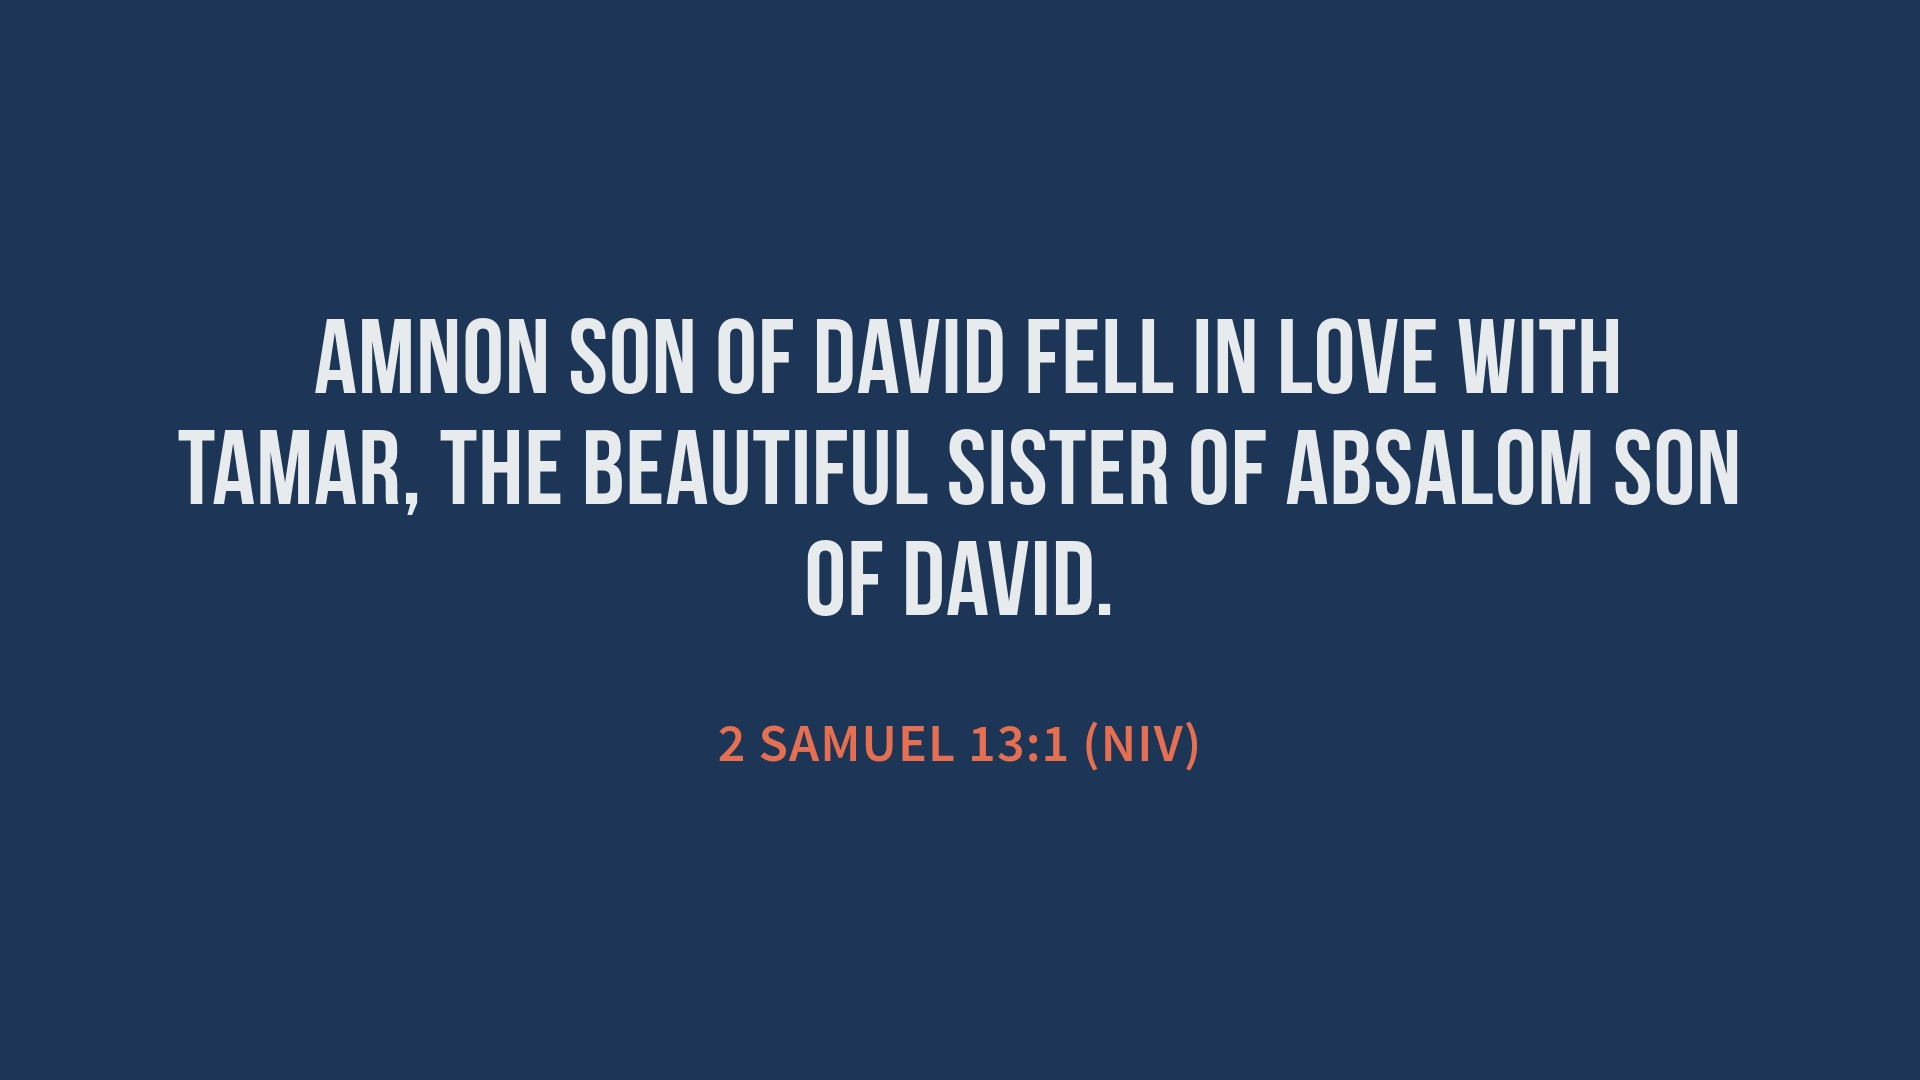 AMNON SON OF DAVID FELL IN LOVE WITH
TAMAR, THE BEAUTIFUL SISTER OF ABSALOM SON
OF DAVID.
2 SAMUEL 13:1 (NIV)